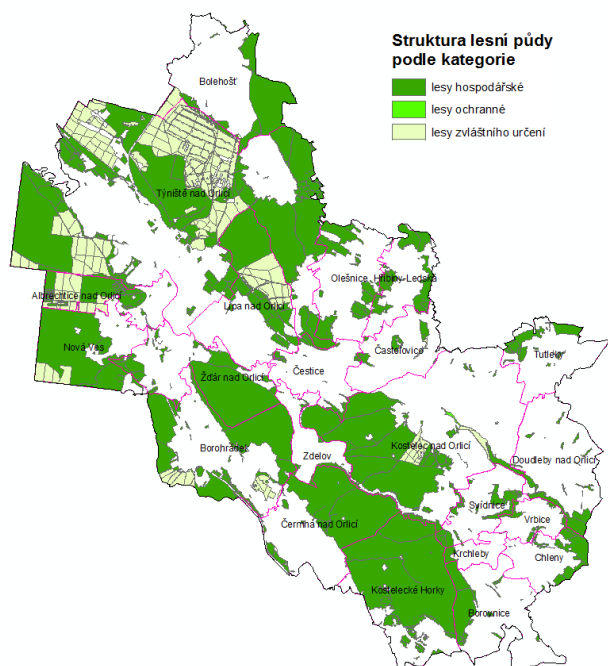 Struktura lesní půdy
podle kategorie
lesy hospodářské
lesy ochranné
lesy zvláštního určení
Bolehošť
Týniště nad Orlicí
Olešnice
Hřibiny-Ledská
Albrechtice nad Orlicí
Lípa nad Orlicí
Nová Ves
Častolovice
Tutleky
Čestice
Žďár nad Orlicí
Borohrádek
Kostelec nad Orlicí
Zdelov
Doudleby nad Orlicí
Svídnice
Vrbice
Čermná nad Orlicí
Krchleby
Chleny
Kostelecké Horky
Borovnice